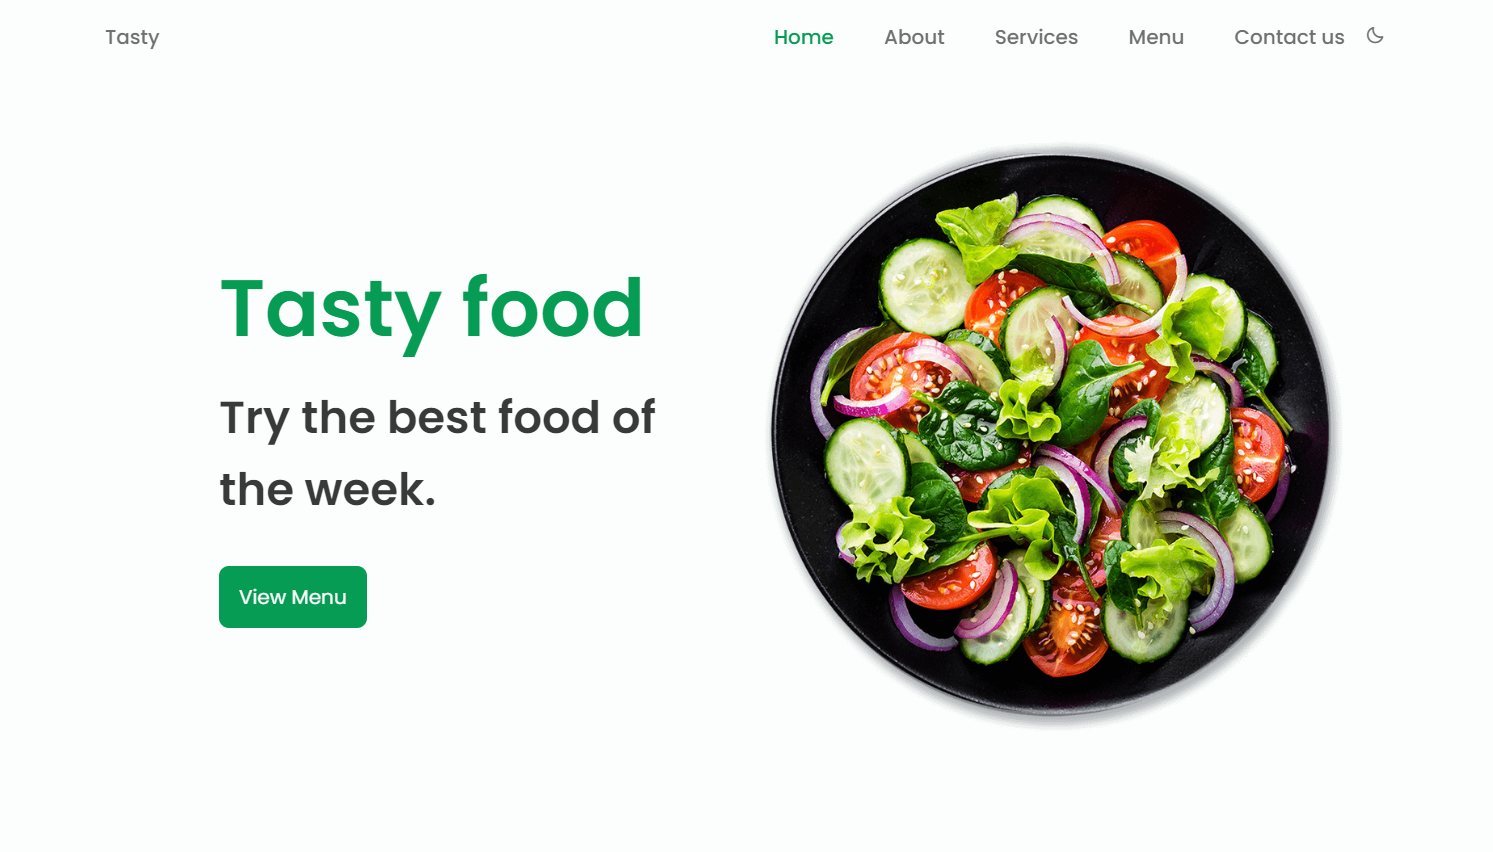 Tasty
Home About Services Menu Contact us
Tasty food
Try the best food of
the week.
View Menu